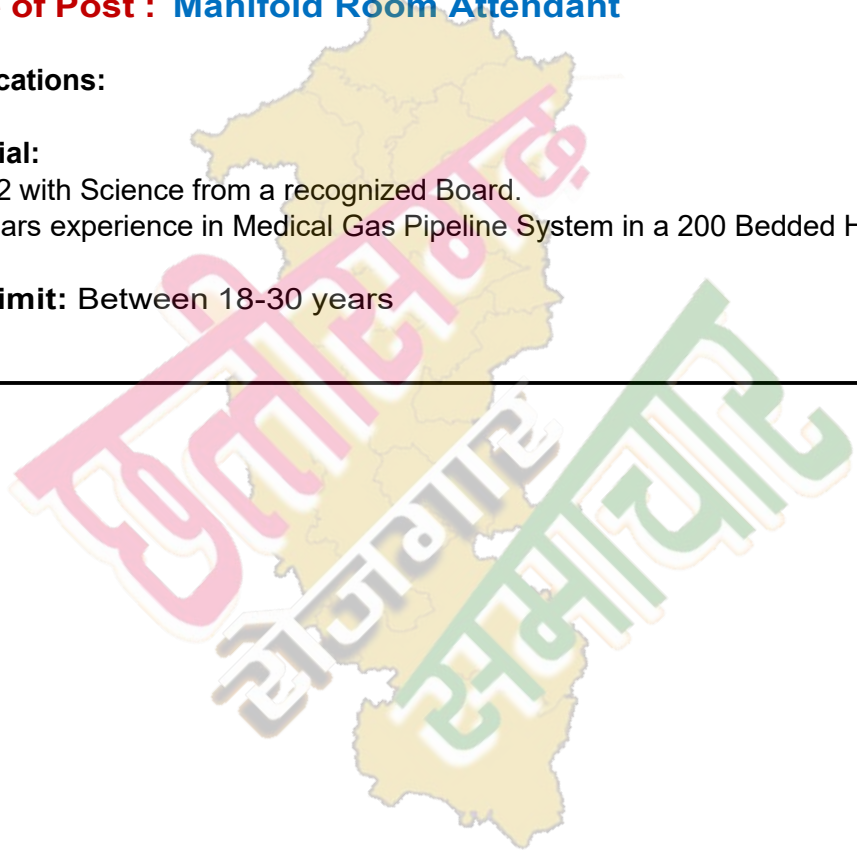 of Post : Manifold Room Attendant
cations:
ial:
2 with Science from a recognized Board.
ars experience in Medical Gas Pipeline System in a 200 Bedded H
imit: Between 18-30 years
छत्तीसगढ़
रोजगार
समाचार